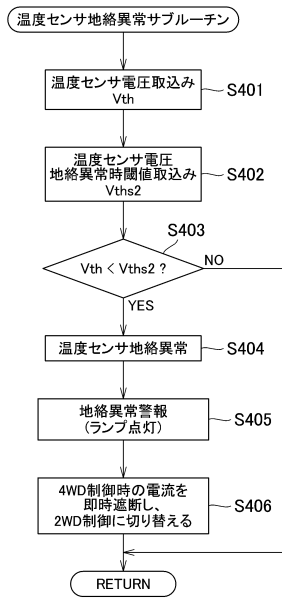 温度センサ地絡異常サブルーチン
温度センサ電圧取込み
Vth
S401
温度センサ電圧
地絡異常時閾値取込み
Vths2
S402
S403
Vth < Vths2 ?
NO
YES
温度センサ地絡異常
S404
地絡異常警報
(ランプ点灯)
S405
4WD制御時の電流を
即時遮断し、
2WD制御に切り替える
S406
RETURN